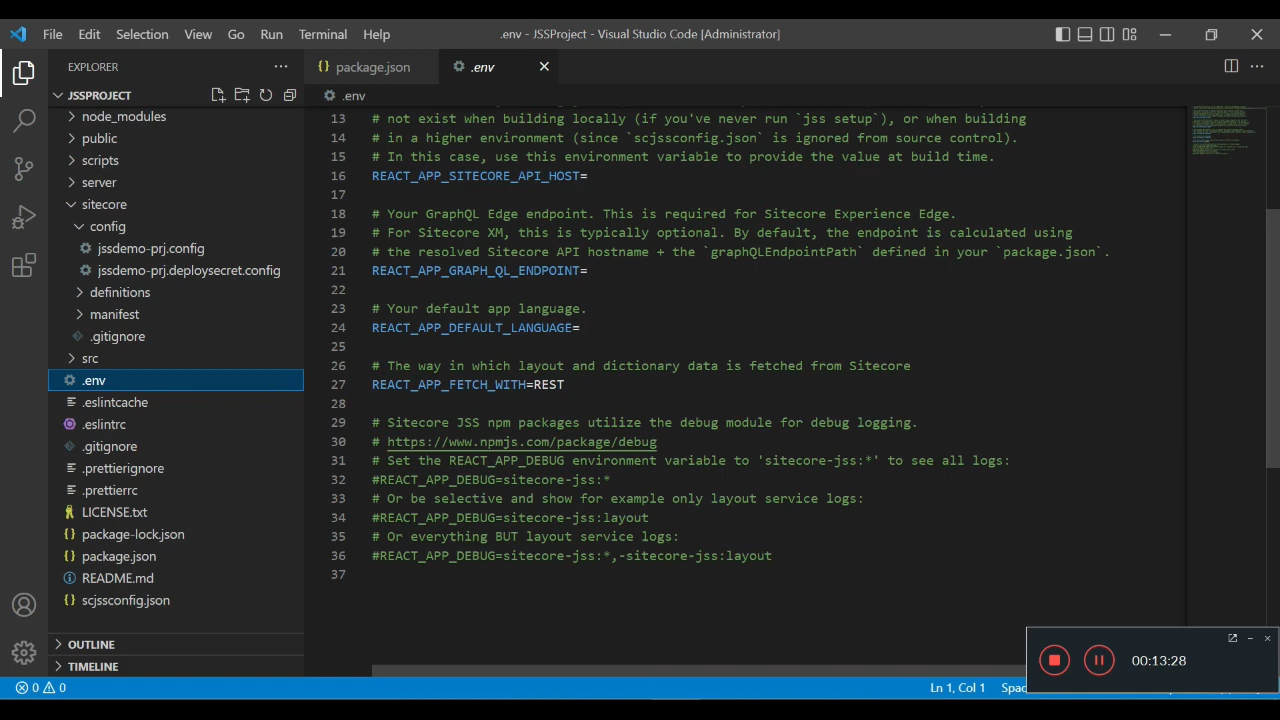 File Edit Selection View Go Run Terminal Help
.env - JSSProject - Visual Studio Code [Administrator]
EXPLORER
JSSPROJECT
node_modules
public
scripts
server
sitecore
config
jssdemo-prj.config
jssdemo-prj.deploysecret.config
definitions
manifest
.gitignore
src
.env
.eslintcache
.eslintrc
.gitignore
.prettierignore
.prettierrc
LICENSE.txt
package-lock.json
package.json
README.md
scjssconfig.json
OUTLINE
TIMELINE
package.json
.env
.env
13 # not exist when building locally (if you've never run `jss setup`), or when building
14 # in a higher environment (since `scjssconfig.json` is ignored from source control).
15 # In this case, use this environment variable to provide the value at build time.
16 REACT_APP_SITECORE_API_HOST=
17
18 # Your GraphQL Edge endpoint. This is required for Sitecore Experience Edge.
19 # For Sitecore XM, this is typically optional. By default, the endpoint is calculated using
20 # the resolved Sitecore API hostname + the `graphQLEndpointPath` defined in your `package.json`.
21 REACT_APP_GRAPH_QL_ENDPOINT=
22
23 # Your default app language.
24 REACT_APP_DEFAULT_LANGUAGE=
25
26 # The way in which layout and dictionary data is fetched from Sitecore
27 REACT_APP_FETCH_WITH=REST
28
29 # Sitecore JSS npm packages utilize the debug module for debug logging.
30 # https://www.npmjs.com/package/debug
31 # Set the REACT_APP_DEBUG environment variable to 'sitecore-jss:*' to see all logs:
32 #REACT_APP_DEBUG=sitecore-jss:*
33 # Or be selective and show for example only layout service logs:
34 #REACT_APP_DEBUG=sitecore-jss:layout
35 # Or everything BUT layout service logs:
36 #REACT_APP_DEBUG=sitecore-jss:*,-sitecore-jss:layout
37
00:13:28
0 0
Ln 1, Col 1